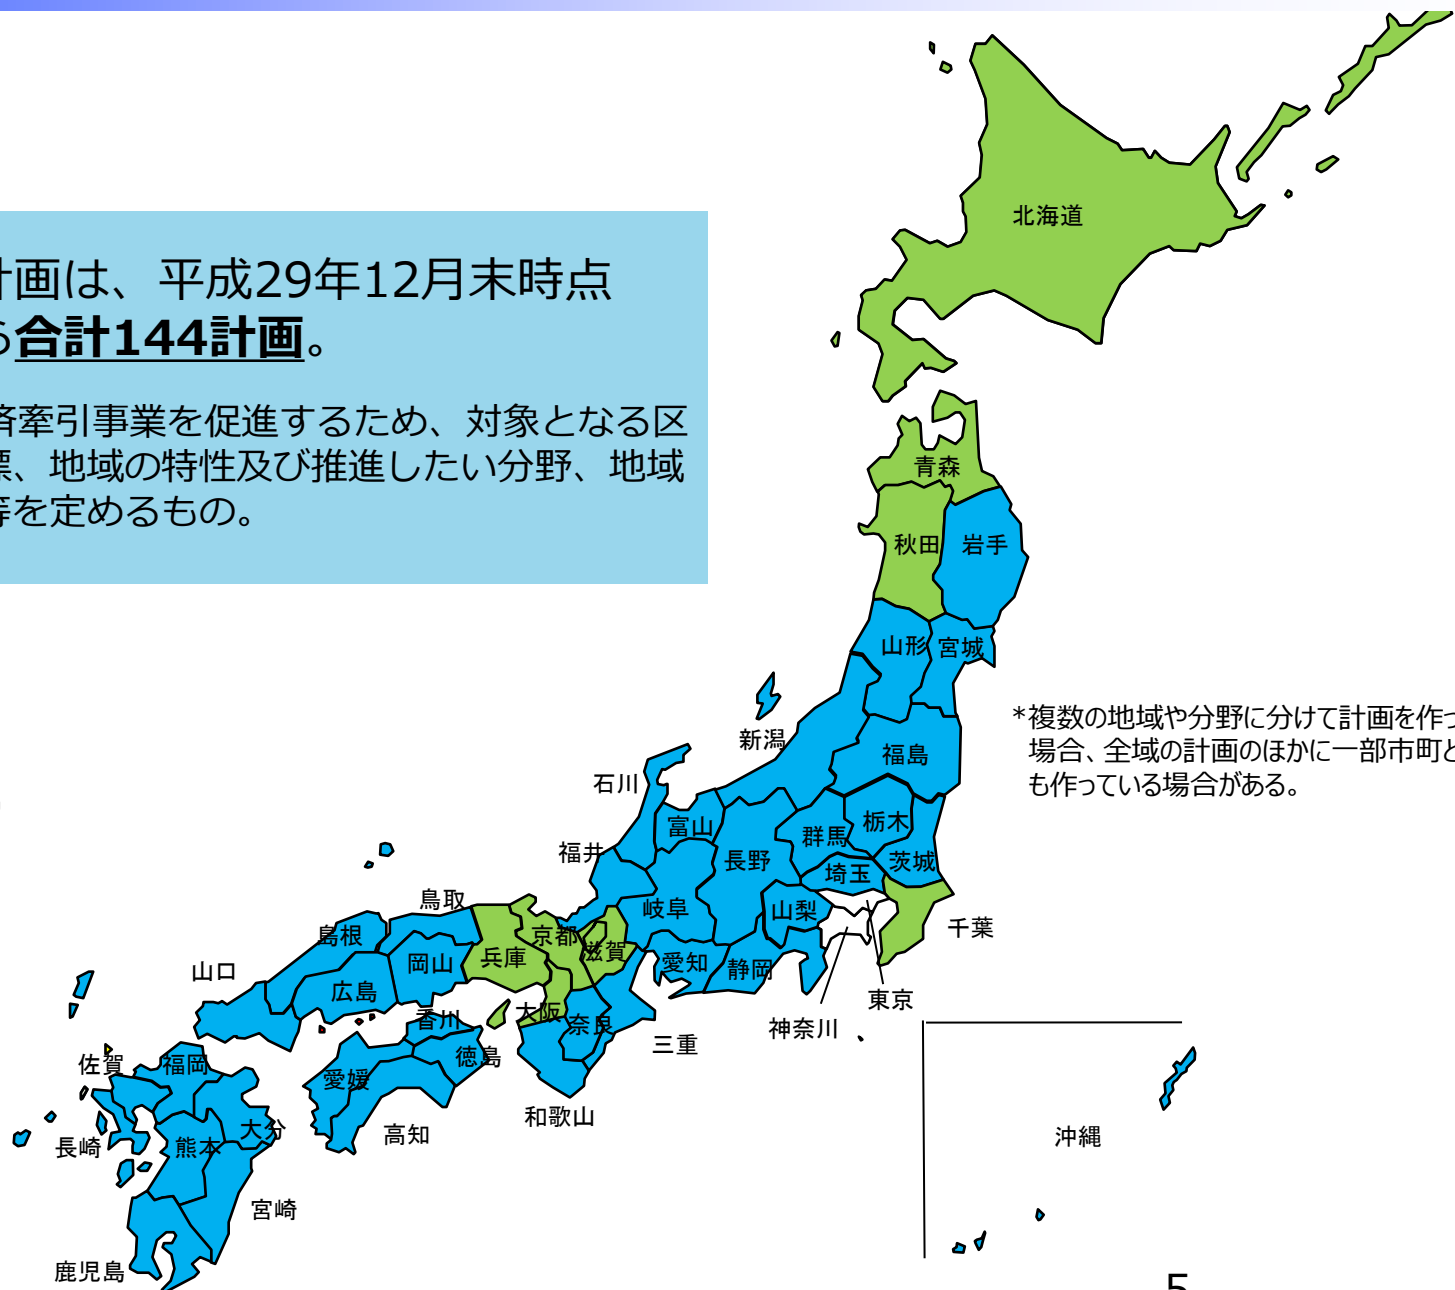 計画は、平成29年12月末時点
合計144計画。
済牽引事業を促進するため、対象となる区
標、地域の特性及び推進したい分野、地域
等を定めるもの。
北海道
青森
秋田
岩手
山形
宮城
*複数の地域や分野に分けて計画を作っ
場合、全域の計画のほかに一部市町と
も作っている場合がある。
新潟
福島
石川
富山
群馬
栃木
福井
長野
埼玉
茨城
鳥取
岐阜
山梨
千葉
島根
京都
滋賀
兵庫
岡山
愛知
静岡
山口
広島
東京
大阪
奈良
香川
神奈川
三重
佐賀
福岡
徳島
愛媛
和歌山
高知
大分
長崎
熊本
沖縄
宮崎
鹿児島
5